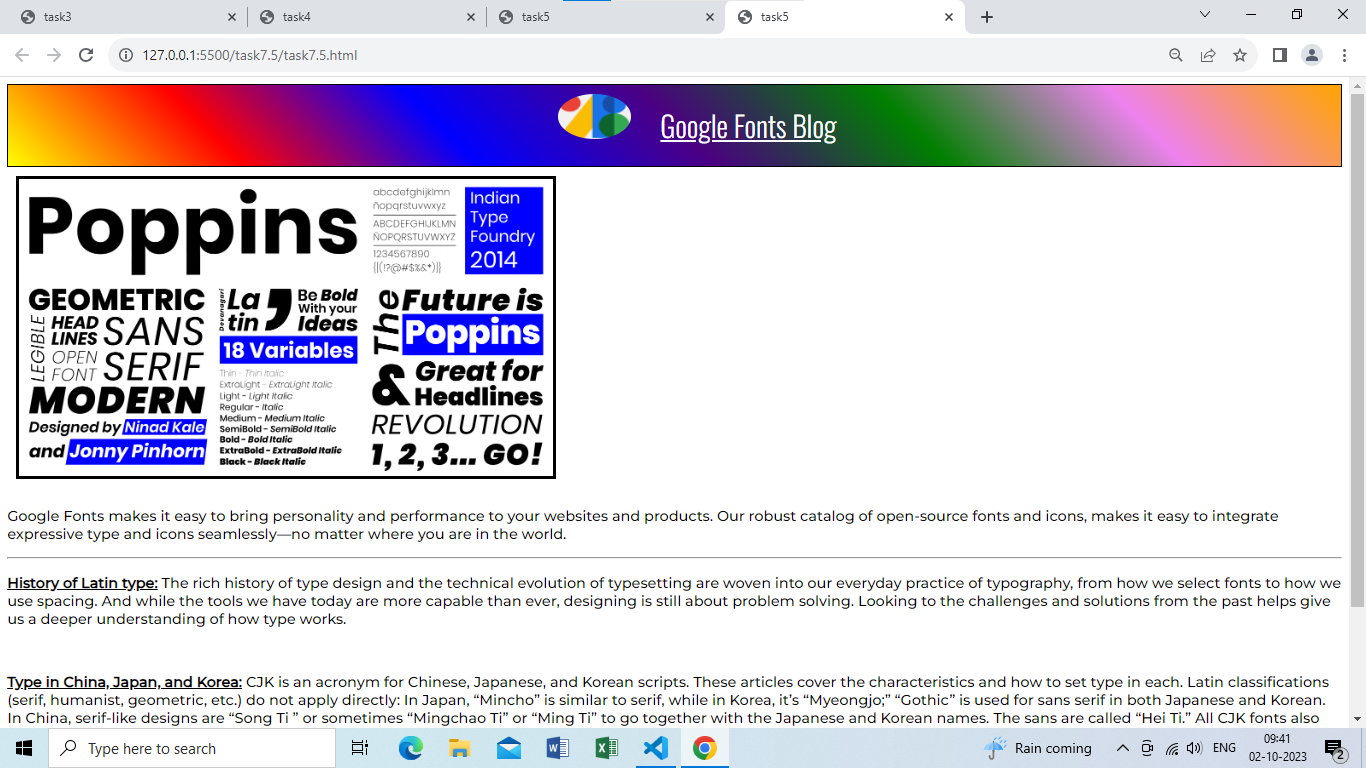 task3
task4
task5
task5
127.0.0.1:5500/task7.5/task7.5.html
Google Fonts Blog
Poppins
abcdefghijklmn
ñopqrstuvwxyz
ABCDEFGHIJKLMN
ÑOPQRSTUVWXYZ
1234567890
{[(!?@#$%&*)]}
Indian
Type
Foundry
2014
GEOMETRIC
LEGIBLE
HEAD
LINES
OPEN
FONT
SANS
SERIF
MODERN
Designed by Ninad Kale
and Jonny Pinhorn
Devanagari
La
tin
,
Be Bold
With your
Ideas
18 Variables
Thin - Thin Italic
ExtraLight - ExtraLight Italic
Light - Light Italic
Regular - Italic
Medium - Medium Italic
SemiBold - SemiBold Italic
Bold - Bold Italic
ExtraBold - ExtraBold Italic
Black - Black Italic
The
Future is
Poppins
& Great for
Headlines
REVOLUTION
1, 2, 3... GO!
Google Fonts makes it easy to bring personality and performance to your websites and products. Our robust catalog of open-source fonts and icons, makes it easy to integrate
expressive type and icons seamlessly—no matter where you are in the world.
History of Latin type: The rich history of type design and the technical evolution of typesetting are woven into our everyday practice of typography, from how we select fonts to how we
use spacing. And while the tools we have today are more capable than ever, designing is still about problem solving. Looking to the challenges and solutions from the past helps give
us a deeper understanding of how type works.
Type in China, Japan, and Korea: CJK is an acronym for Chinese, Japanese, and Korean scripts. These articles cover the characteristics and how to set type in each. Latin classifications
(serif, humanist, geometric, etc.) do not apply directly: In Japan, “Mincho” is similar to serif, while in Korea, it’s “Myeongjo;” “Gothic” is used for sans serif in both Japanese and Korean.
In China, serif-like designs are “Song Ti ” or sometimes “Mingchao Ti” or “Ming Ti” to go together with the Japanese and Korean names. The sans are called “Hei Ti.” All CJK fonts also
Type here to search
Rain coming
ENG
09:41
02-10-2023
2